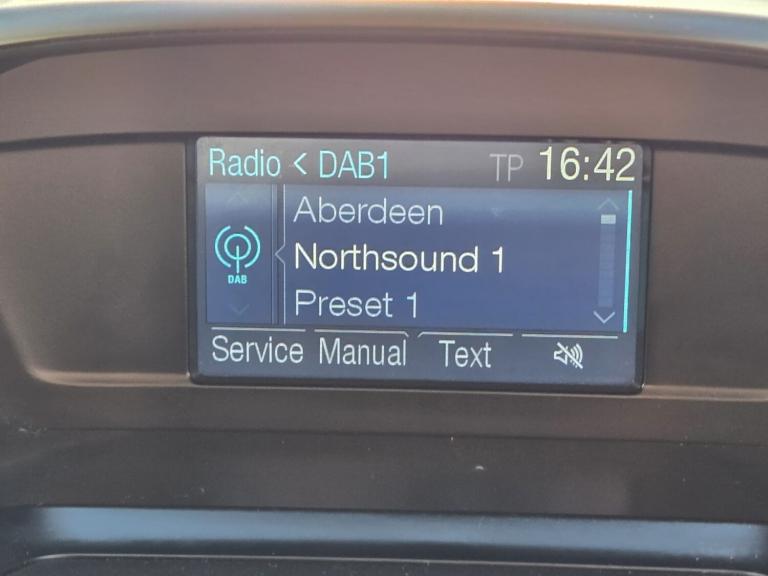 Radio < DAB1 TP 16:42
Aberdeen
Northsound 1
DAB
Preset 1
Service Manual Text